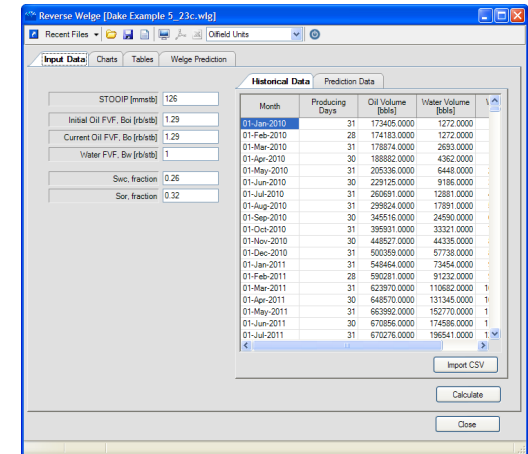 Reverse Welge [Dake Example 5_23c.wlg]
Recent Files Oilfield Units
Input Data Charts Tables Welge Prediction
Historical Data Prediction Data
STOOIP [mmstb] 126
Initial Oil FVF, Boi [rb/stb] 1.29
Current Oil FVF, Bo [rb/stb] 1.29
Water FVF, Bw [rb/stb] 1
Swc, fraction 0.26
Sor, fraction 0.32
Month Producing Days Oil Volume [bbls] Water Volume [bbls]
01-Jan-2010 31 173405.0000 1272.0000
01-Feb-2010 28 174183.0000 1272.0000
01-Mar-2010 31 178874.0000 2693.0000
01-Apr-2010 30 188882.0000 4362.0000
01-May-2010 31 205336.0000 6448.0000
01-Jun-2010 30 229125.0000 9186.0000
01-Jul-2010 31 260691.0000 12881.0000
01-Aug-2010 31 299824.0000 17891.0000
01-Sep-2010 30 345516.0000 24590.0000
01-Oct-2010 31 395931.0000 33321.0000
01-Nov-2010 30 448527.0000 44335.0000
01-Dec-2010 31 500359.0000 57738.0000
01-Jan-2011 31 548464.0000 73454.0000
01-Feb-2011 28 590281.0000 91232.0000
01-Mar-2011 31 623970.0000 110682.0000
01-Apr-2011 30 648570.0000 131345.0000
01-May-2011 31 663992.0000 152770.0000
01-Jun-2011 30 670856.0000 174586.0000
01-Jul-2011 31 670276.0000 196541.0000
Import CSV
Calculate
Close